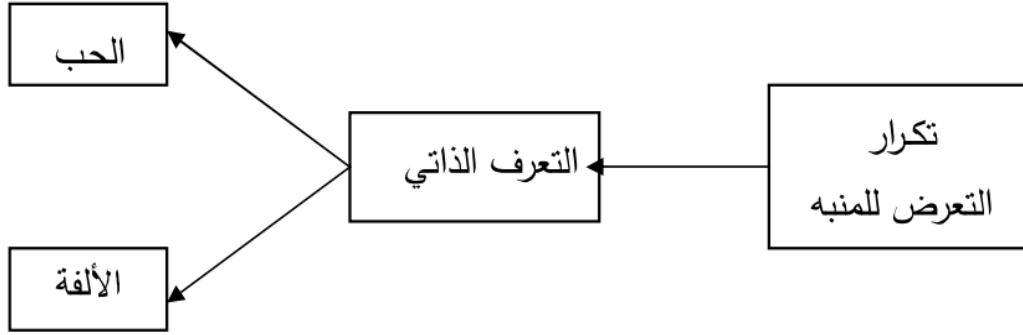 تكرار
التعرض للمنبه
التعرف الذاتي
الحب
الألفة